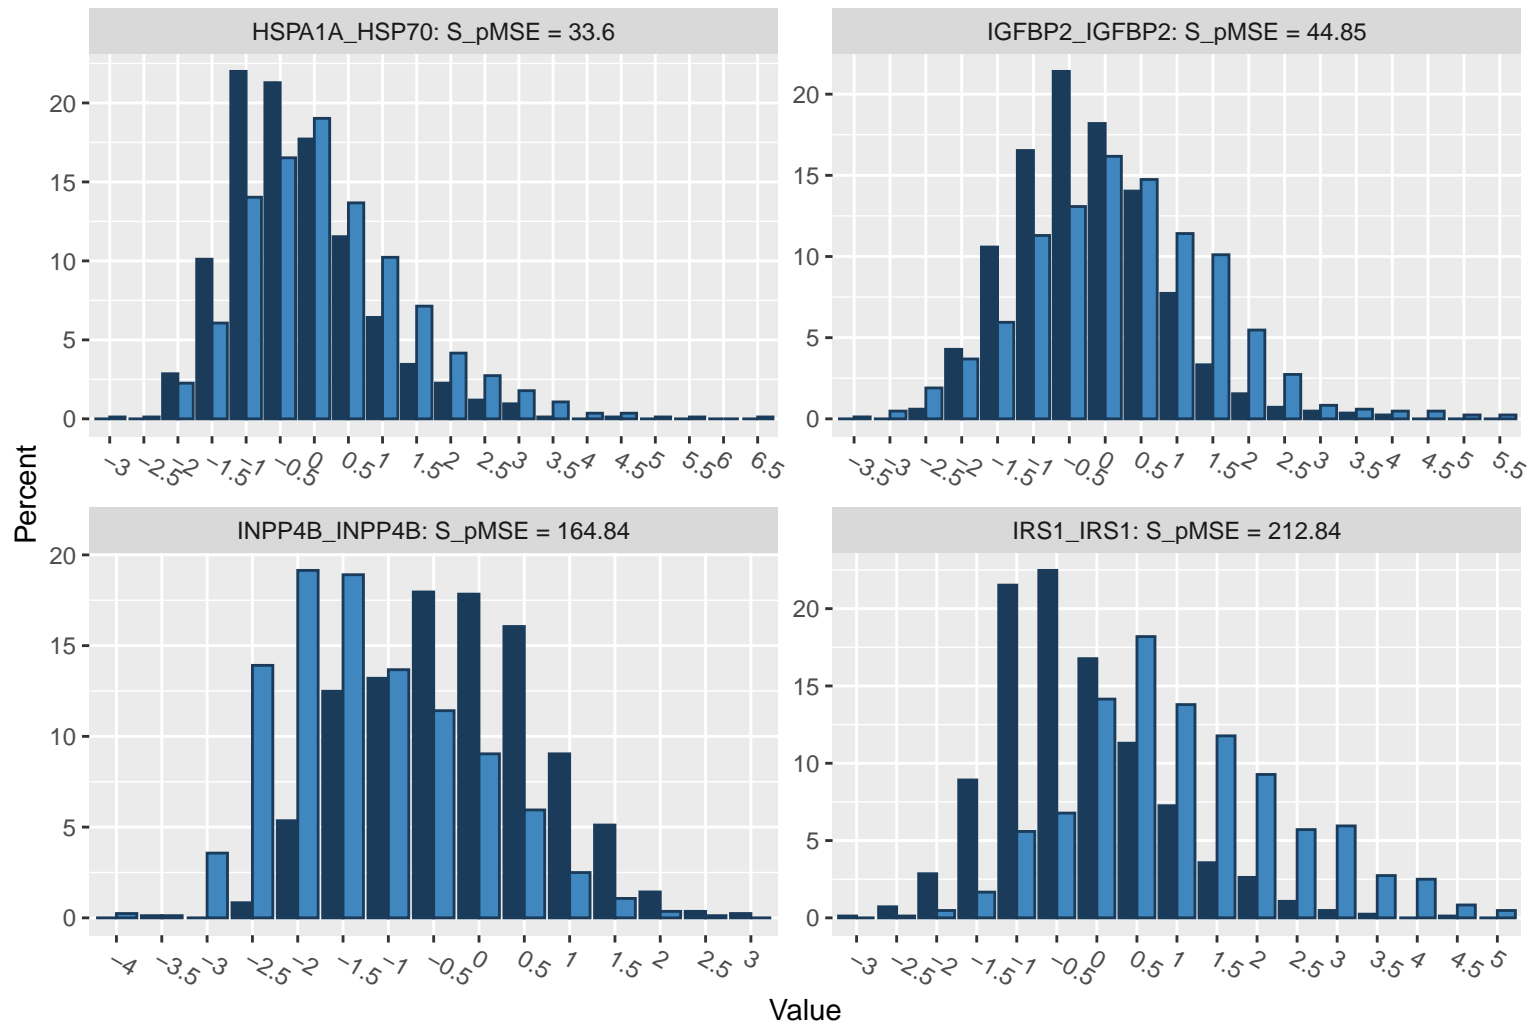 HSPA1A_HSP70: S_pMSE = 33.6
IGFBP2_IGFBP2: S_pMSE = 44.85
20
15
10
5
0
20
15
10
5
0
−3 −2.5 −2 −1.5 −1 −0.5 0 0.5 1 1.5 2 2.5 3 3.5 4 4.5 5 5.5 6 6.5
−3.5 −3 −2.5 −2 −1.5 −1 −0.5 0 0.5 1 1.5 2 2.5 3 3.5 4 4.5 5 5.5
Percent
INPP4B_INPP4B: S_pMSE = 164.84
IRS1_IRS1: S_pMSE = 212.84
20
15
10
5
0
20
15
10
5
0
−4 −3.5 −3 −2.5 −2 −1.5 −1 −0.5 0 0.5 1 1.5 2 2.5 3
−3 −2.5 −2 −1.5 −1 −0.5 0 0.5 1 1.5 2 2.5 3 3.5 4 4.5 5
Value